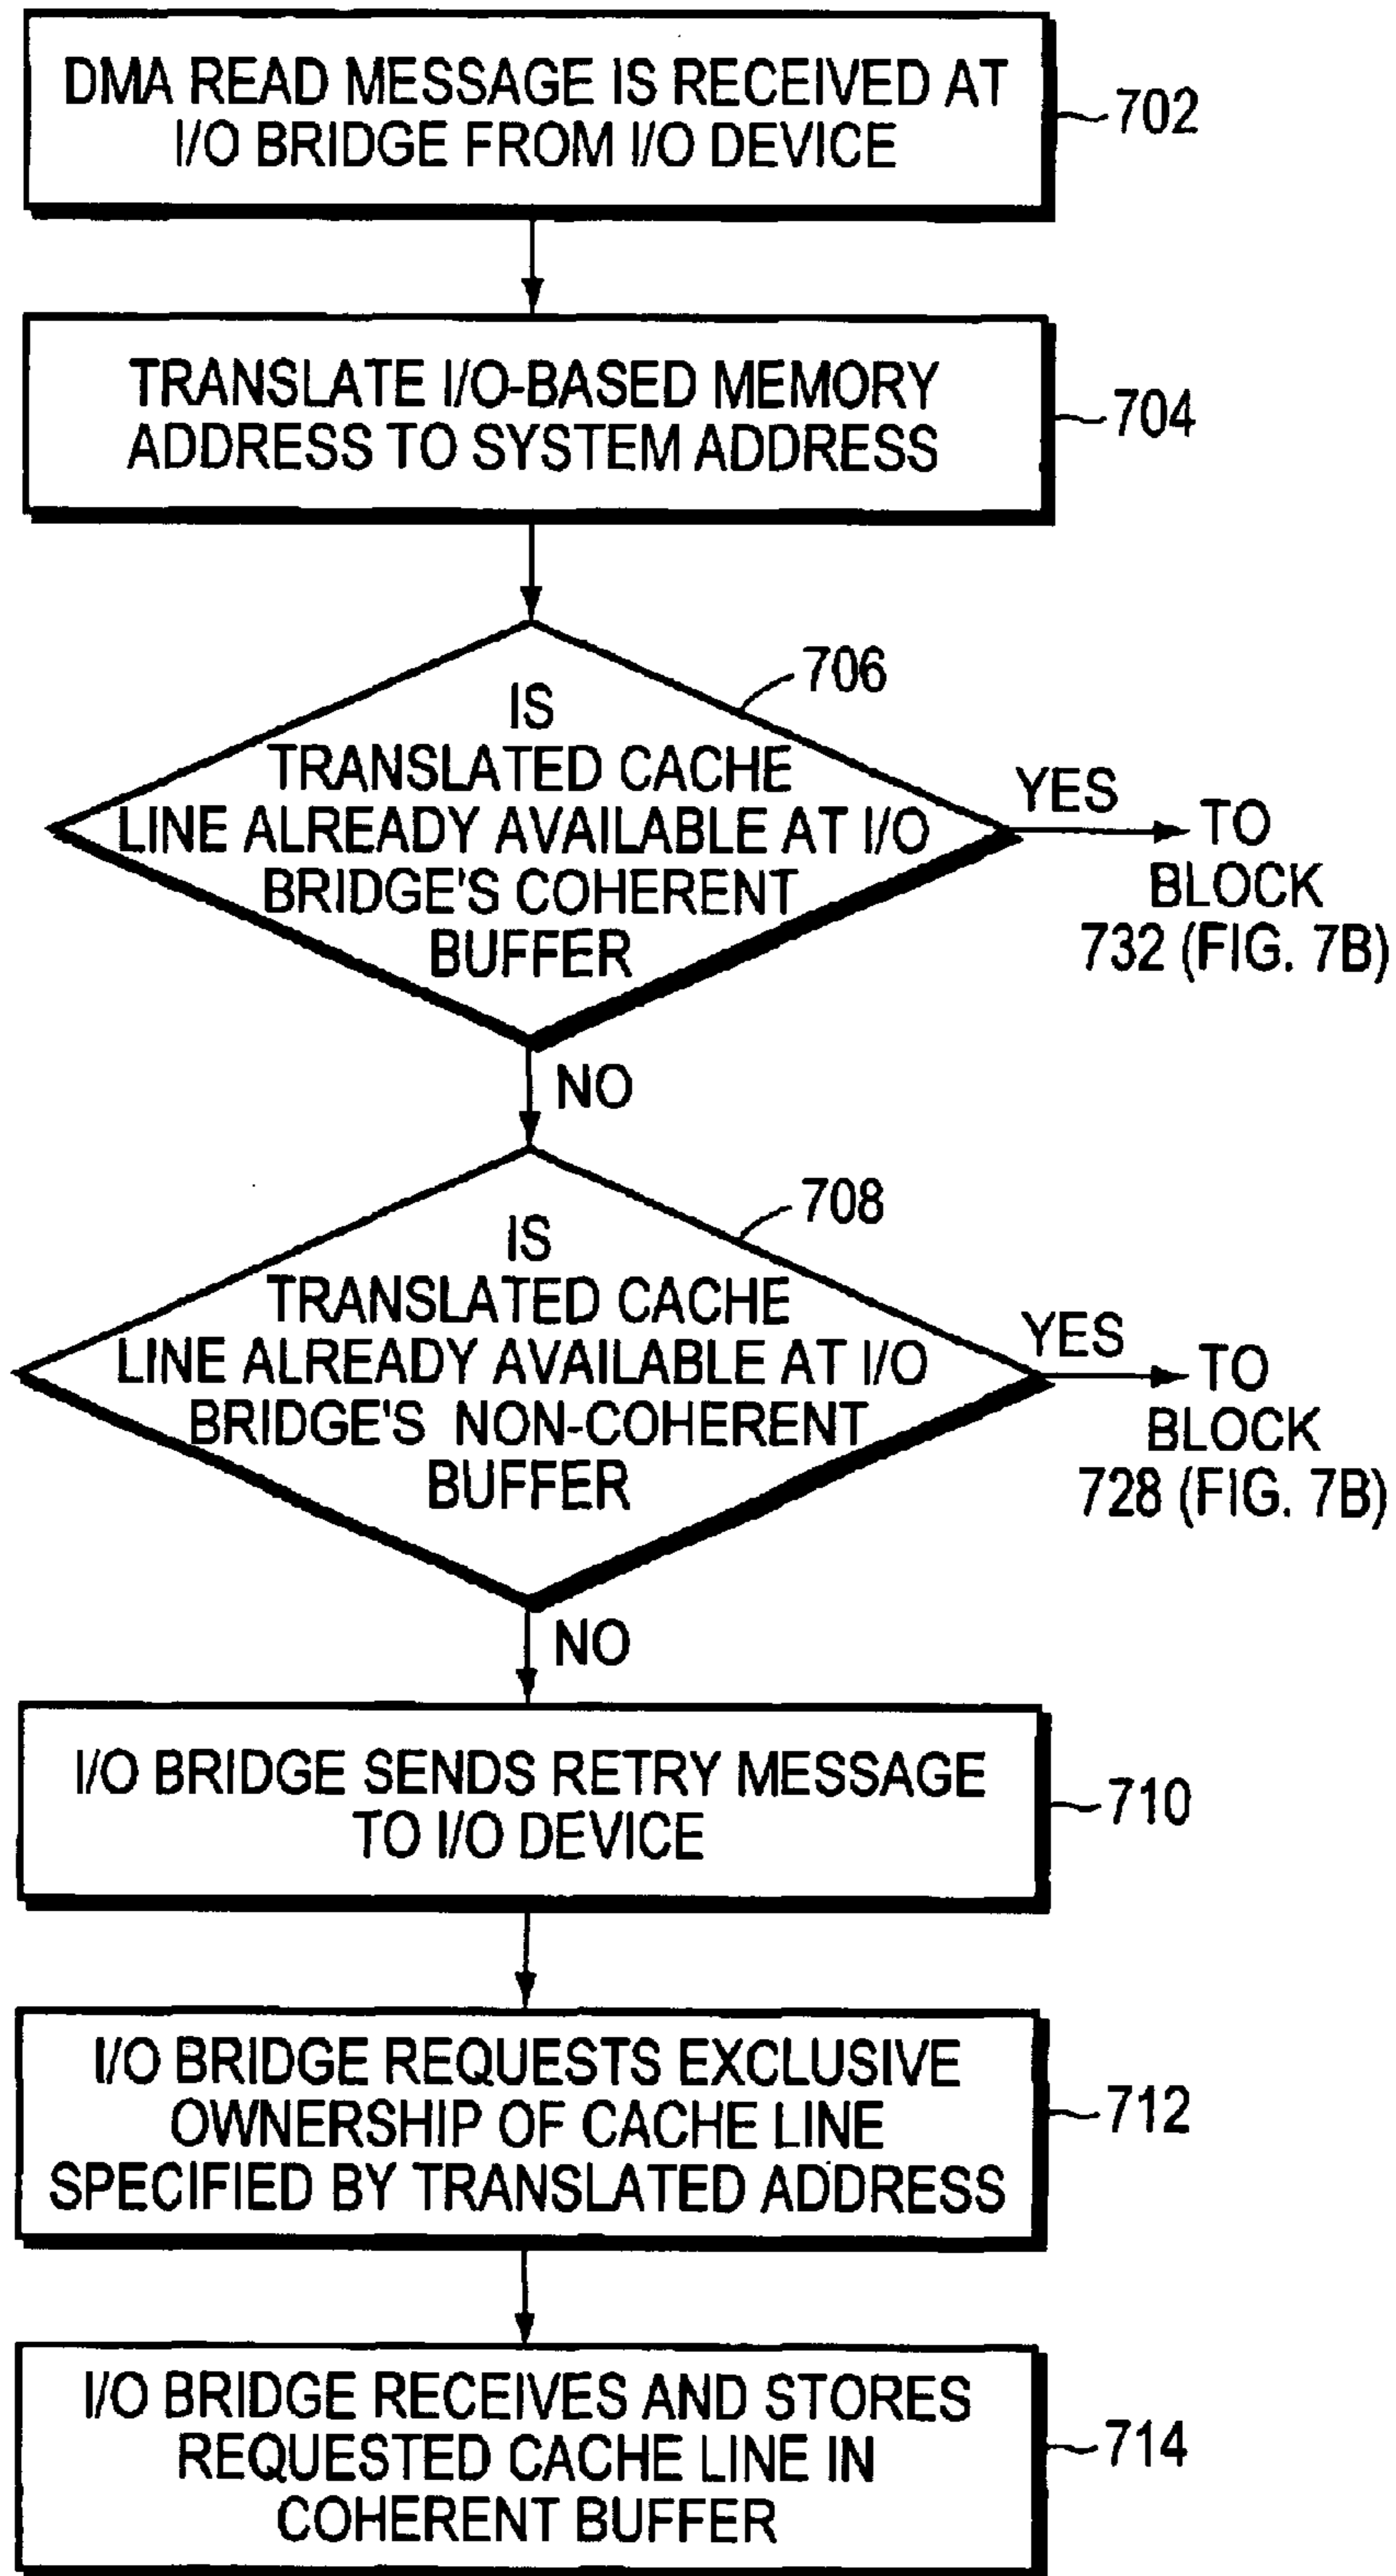 DMA READ MESSAGE IS RECEIVED AT
I/O BRIDGE FROM I/O DEVICE
702
TRANSLATE I/O-BASED MEMORY
ADDRESS TO SYSTEM ADDRESS
704
706
IS
TRANSLATED CACHE
LINE ALREADY AVAILABLE AT I/O
BRIDGE'S COHERENT
BUFFER
YES
TO
BLOCK
732 (FIG. 7B)
NO
708
IS
TRANSLATED CACHE
LINE ALREADY AVAILABLE AT I/O
BRIDGE'S NON-COHERENT
BUFFER
YES
TO
BLOCK
728 (FIG. 7B)
NO
I/O BRIDGE SENDS RETRY MESSAGE
TO I/O DEVICE
710
I/O BRIDGE REQUESTS EXCLUSIVE
OWNERSHIP OF CACHE LINE
SPECIFIED BY TRANSLATED ADDRESS
712
I/O BRIDGE RECEIVES AND STORES
REQUESTED CACHE LINE IN
COHERENT BUFFER
714